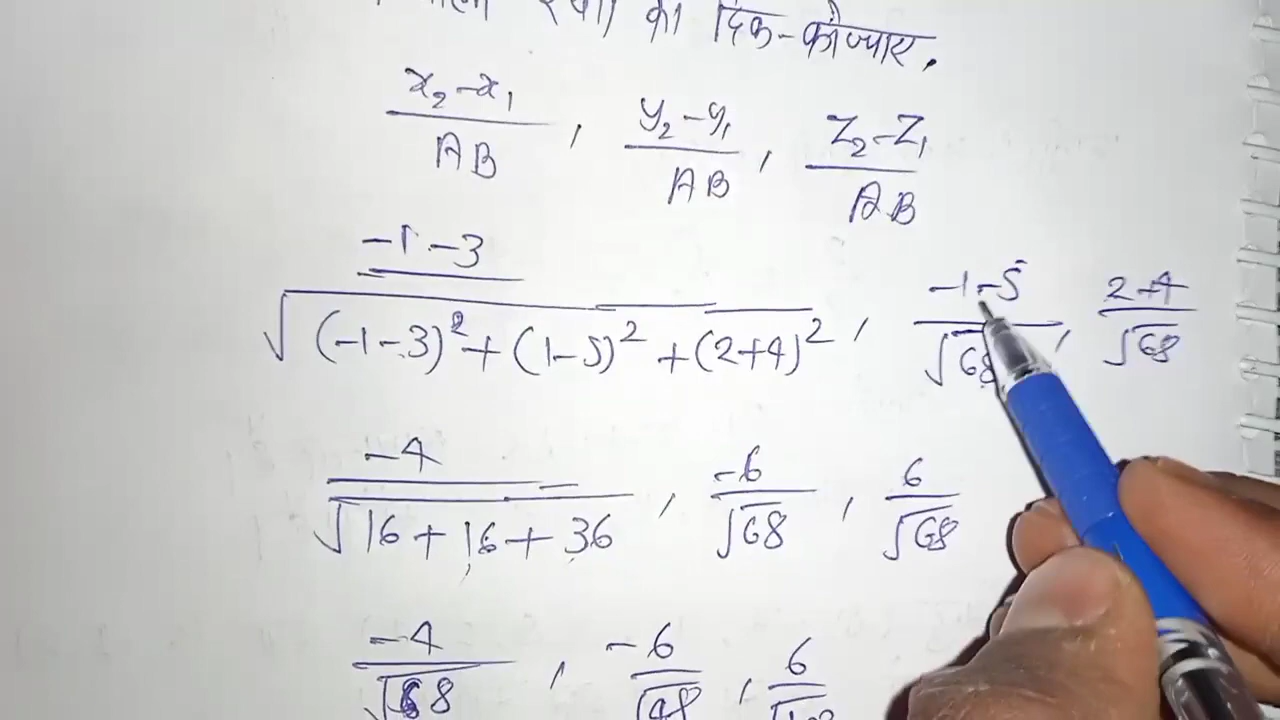 का दिक-कोज्याए.
x₂-x₁/AB, y₂-y₁/AB, Z₂-Z₁/AB
-1-3/√(-1-3)²+(1-5)²+(2+4)², -1-5/√68, 2+4/√68
-4/√16+16+36, -6/√68, 6/√68
-4/√68, -6/√68, 6/